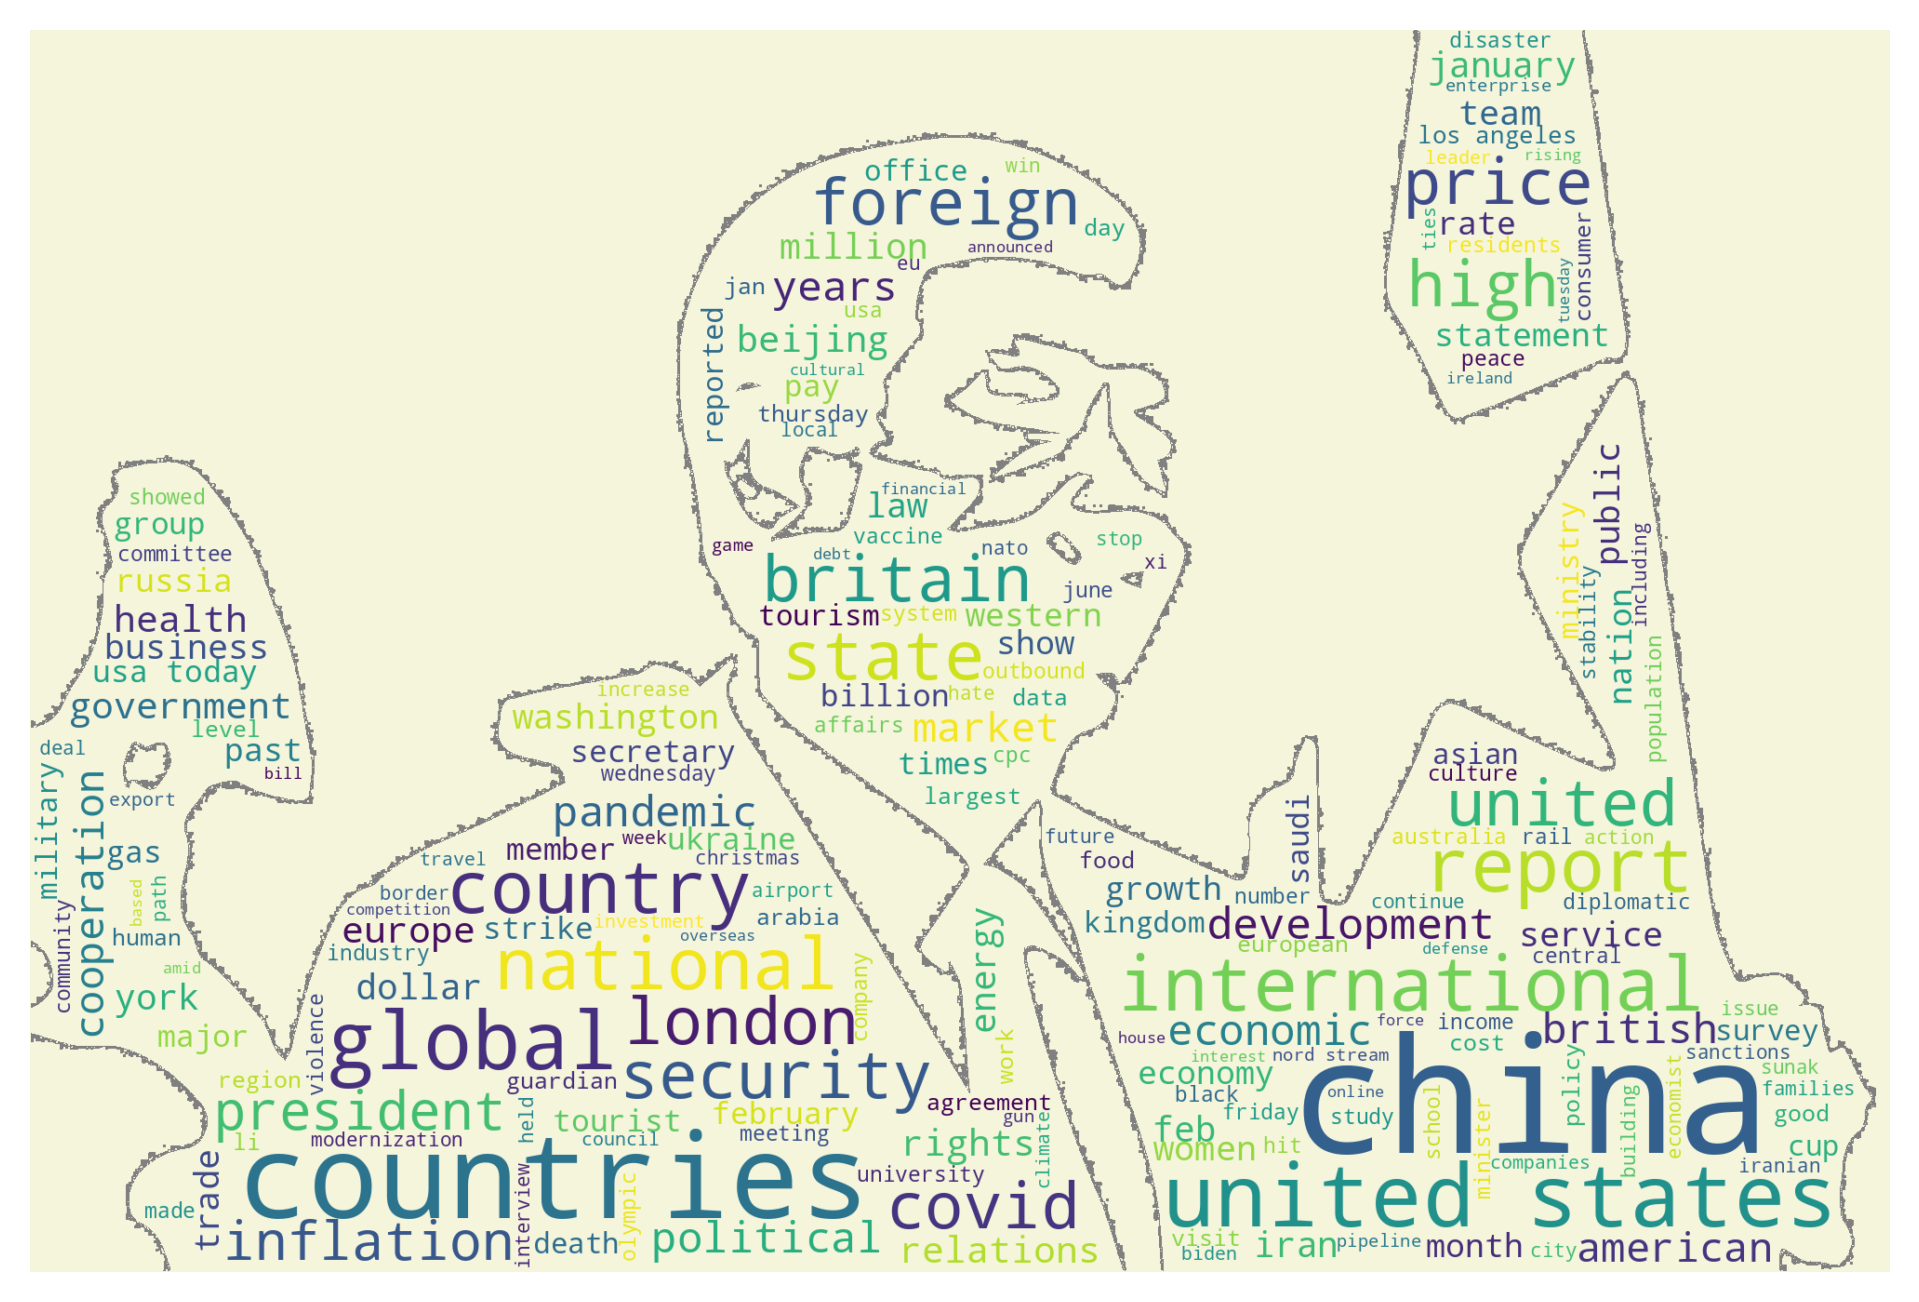 disaster
january
enterprise
team
los angeles
leader
rising
price
ties
rate
residents
consumer
high
tuesday
statement
peace
ireland
office
win
foreign
day
million
announced
eu
jan
years
usa
reported
beijing
cultural
pay
thursday
local
financial
law
vaccine
game
debt
nato
stop
xi
britain
june
tourism
system
western
state
show
outbound
billion
hate
data
affairs
market
times
cpc
largest
public
ministry
including
stability
nation
population
showed
group
committee
russia
health
business
usa today
government
level
deal
past
bill
military
cooperation
export
gas
based
path
community
human
amid
york
major
increase
washington
secretary
wednesday
pandemic
week
ukraine
member
christmas
travel
border
country
airport
competition
europe
strike
investment
arabia
industry
overseas
dollar
national
company
violence
global
london
region
guardian
security
president
held
tourist
february
li
modernization
council
meeting
trade
countries
made
interview
olympic
inflation
death
political
energy
work
agreement
gun
rights
climate
university
covid
relations
asian
culture
united
saudi
future
food
australia
rail
action
report
growth
number
continue
diplomatic
kingdom
development
service
european
defense
central
international
issue
house
economic
force
income
british
survey
cost
interest
nord stream
sanctions
economy
china
sunak
black
online
policy
economist
families
friday
study
school
good
feb
women
hit
minister
building
cup
companies
iranian
united states
visit
biden
iran
pipeline
month
city
american